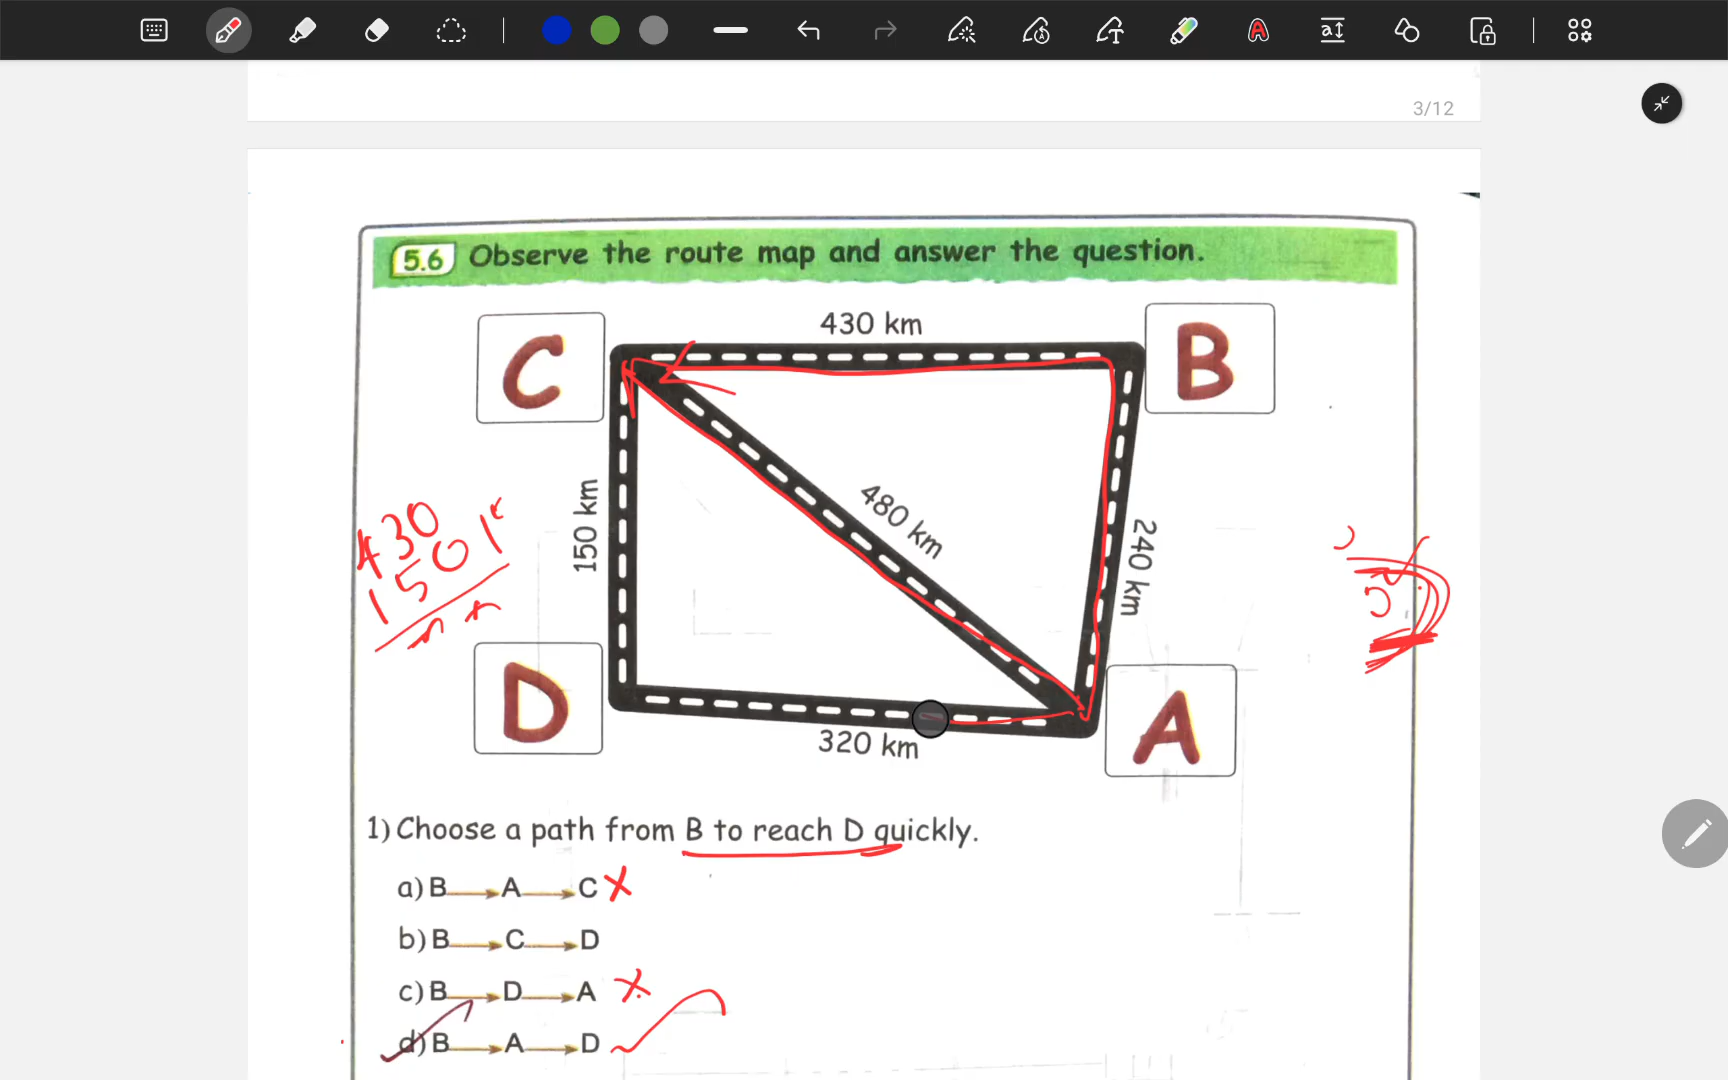 3/12
5.6 Observe the route map and answer the question.
430 km
C
B
480 km
150 km
240 km
430
150
D
A
320 km
1) Choose a path from B to reach D quickly.
a) B → A → C ✗
b) B → C → D
c) B → D → A ✗
d) B → A → D ✓